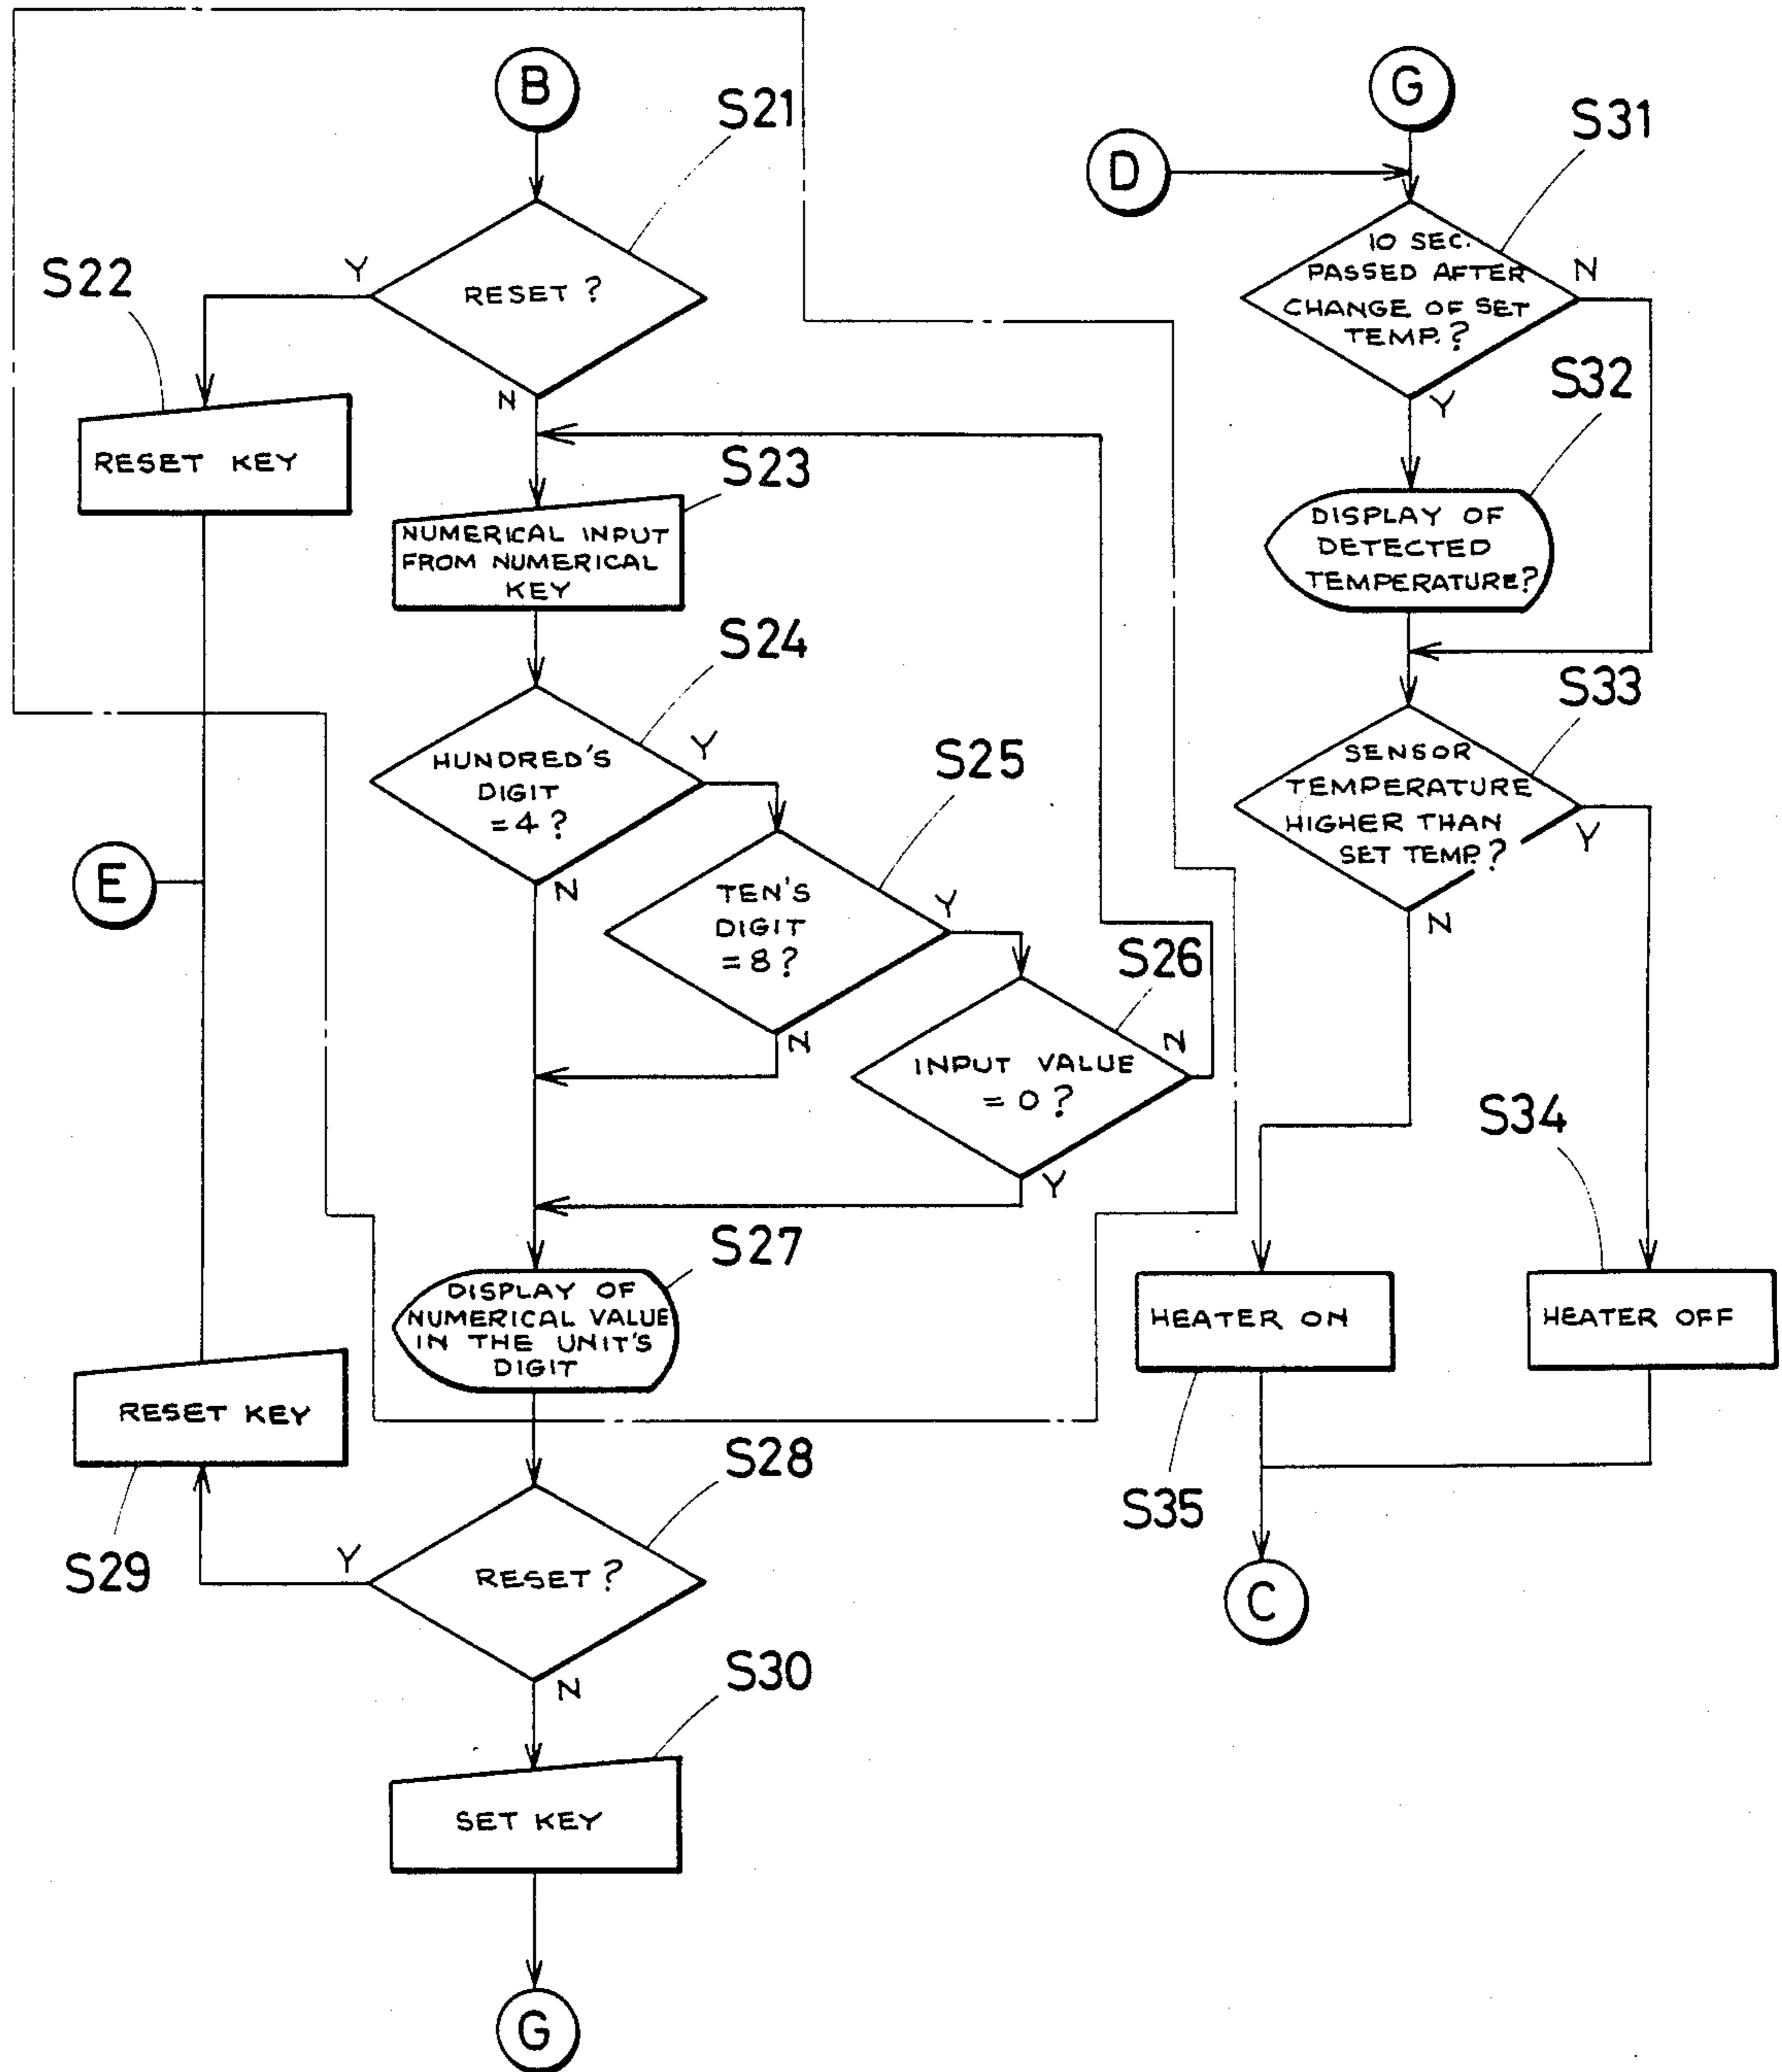 B
S21
RESET ?
Y
N
S22
RESET KEY
S23
NUMERICAL INPUT
FROM NUMERICAL
KEY
S24
HUNDRED'S
DIGIT
=4 ?
Y
N
S25
TEN'S
DIGIT
=8 ?
Y
N
S26
INPUT VALUE
= 0 ?
N
Y
E
S27
DISPLAY OF
NUMERICAL VALUE
IN THE UNIT'S
DIGIT
RESET KEY
S29
S28
RESET ?
Y
N
S30
SET KEY
G
G
D
S31
10 SEC.
PASSED AFTER
CHANGE OF SET
TEMP. ?
N
Y
S32
DISPLAY OF
DETECTED
TEMPERATURE?
S33
SENSOR
TEMPERATURE
HIGHER THAN
SET TEMP. ?
Y
N
S34
HEATER ON
HEATER OFF
S35
C